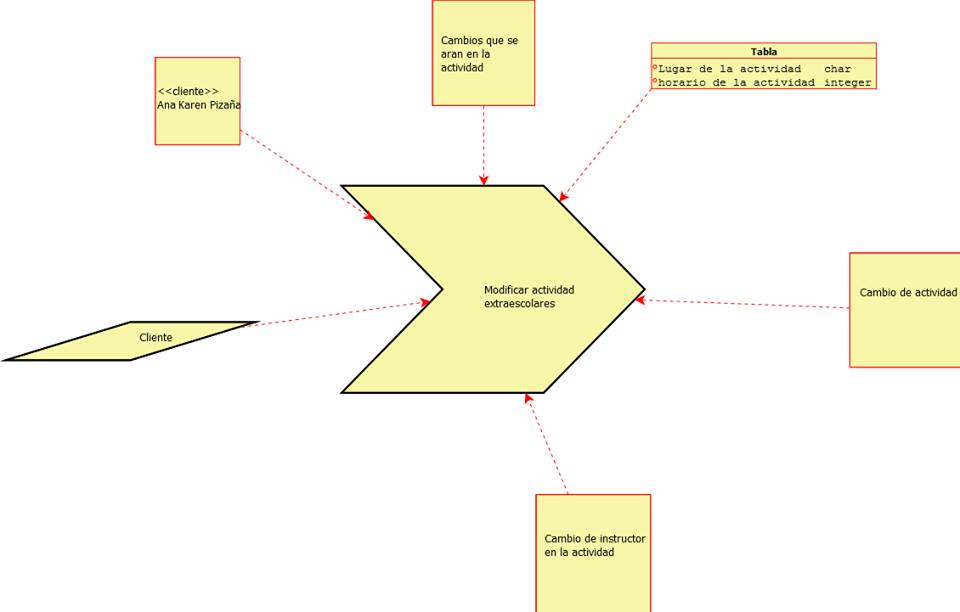 Cambios que se
aran en la
actividad
Tabla
Lugar de la actividad char
horario de la actividad integer
<<cliente>>
Ana Karen Pizaña
Modificar actividad
extraescolares
Cambio de actividad
Cliente
Cambio de instructor
en la actividad